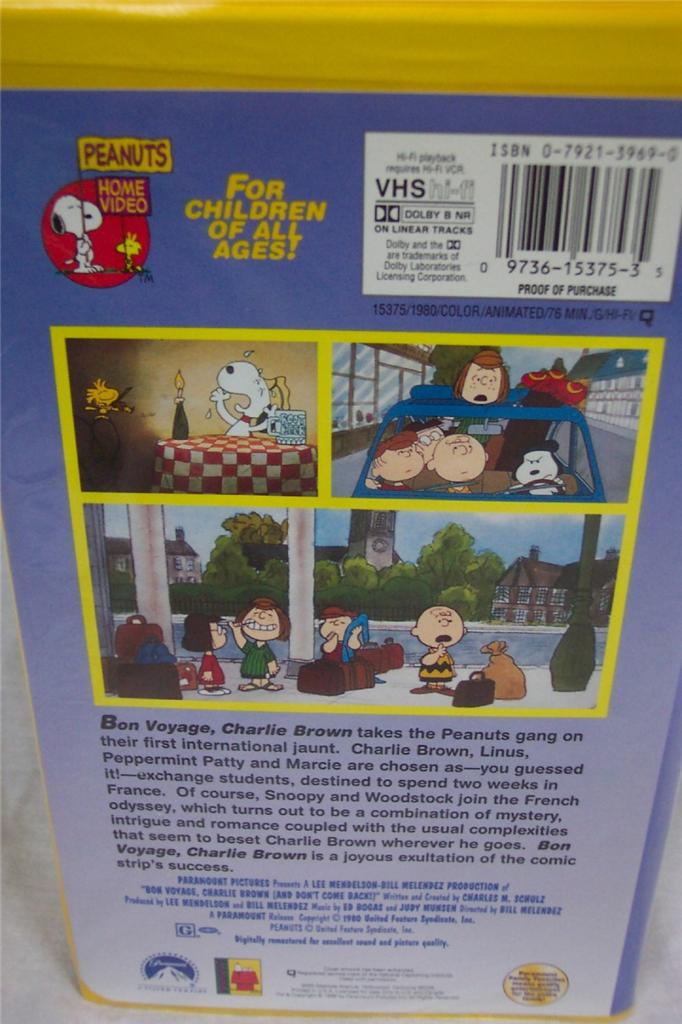 PEANUTS
HOME
VIDEO
TM
FOR
CHILDREN
OF ALL
AGES!
Hi-Fi playback
requires Hi-Fi VCR.
VHS hi-fi
DOLBY B NR
ON LINEAR TRACKS
Dolby and the
are trademarks of
Dolby Laboratories
Licensing Corporation.
ISBN 0-7921-3969-0
0 9736-15375-3 5
PROOF OF PURCHASE
15375/1980/COLOR/ANIMATED/76 MIN./G/HI-FI/
Bon Voyage, Charlie Brown takes the Peanuts gang on
their first international jaunt. Charlie Brown, Linus,
Peppermint Patty and Marcie are chosen as—you guessed
it!—exchange students, destined to spend two weeks in
France. Of course, Snoopy and Woodstock join the French
odyssey, which turns out to be a combination of mystery,
intrigue and romance coupled with the usual complexities
that seem to beset Charlie Brown wherever he goes. Bon
Voyage, Charlie Brown is a joyous exultation of the comic
strip's success.
PARAMOUNT PICTURES Presents A LEE MENDELSON-BILL MELENDEZ PRODUCTION of
"BON VOYAGE, CHARLIE BROWN (AND DON'T COME BACK!)" Written and Created by CHARLES M. SCHULZ
Produced by LEE MENDELSON and BILL MELENDEZ Music by ED BOGAS and JUDY MUNSEN Directed by BILL MELENDEZ
A PARAMOUNT Release Copyright © 1980 United Feature Syndicate, Inc.
PEANUTS © United Feature Syndicate, Inc.
G
Digitally remastered for excellent sound and picture quality.
Paramount